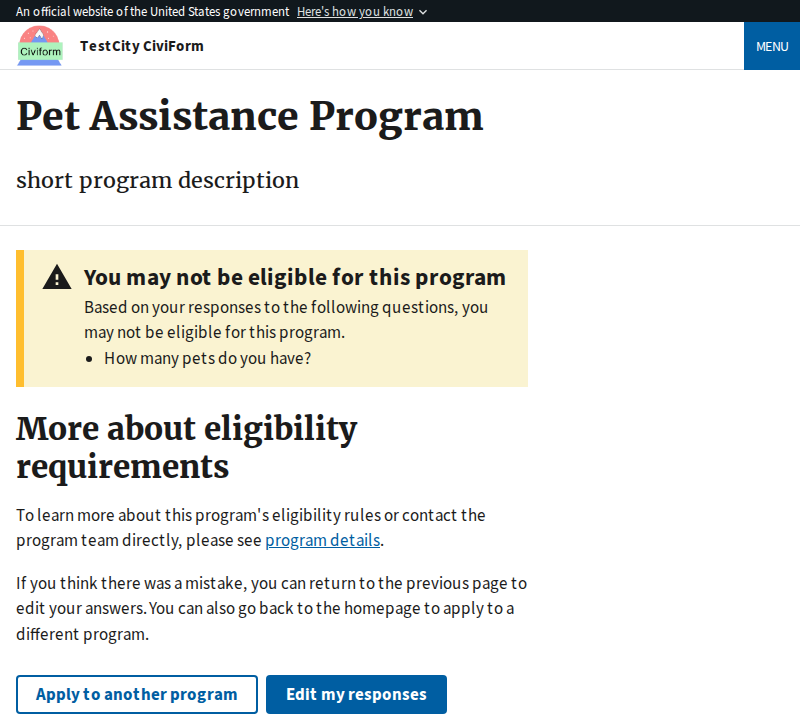 An official website of the United States government Here's how you know
Civiform
TestCity CiviForm
MENU
Pet Assistance Program
short program description
You may not be eligible for this program
Based on your responses to the following questions, you
may not be eligible for this program.
• How many pets do you have?
More about eligibility
requirements
To learn more about this program's eligibility rules or contact the
program team directly, please see program details.
If you think there was a mistake, you can return to the previous page to
edit your answers. You can also go back to the homepage to apply to a
different program.
Apply to another program
Edit my responses